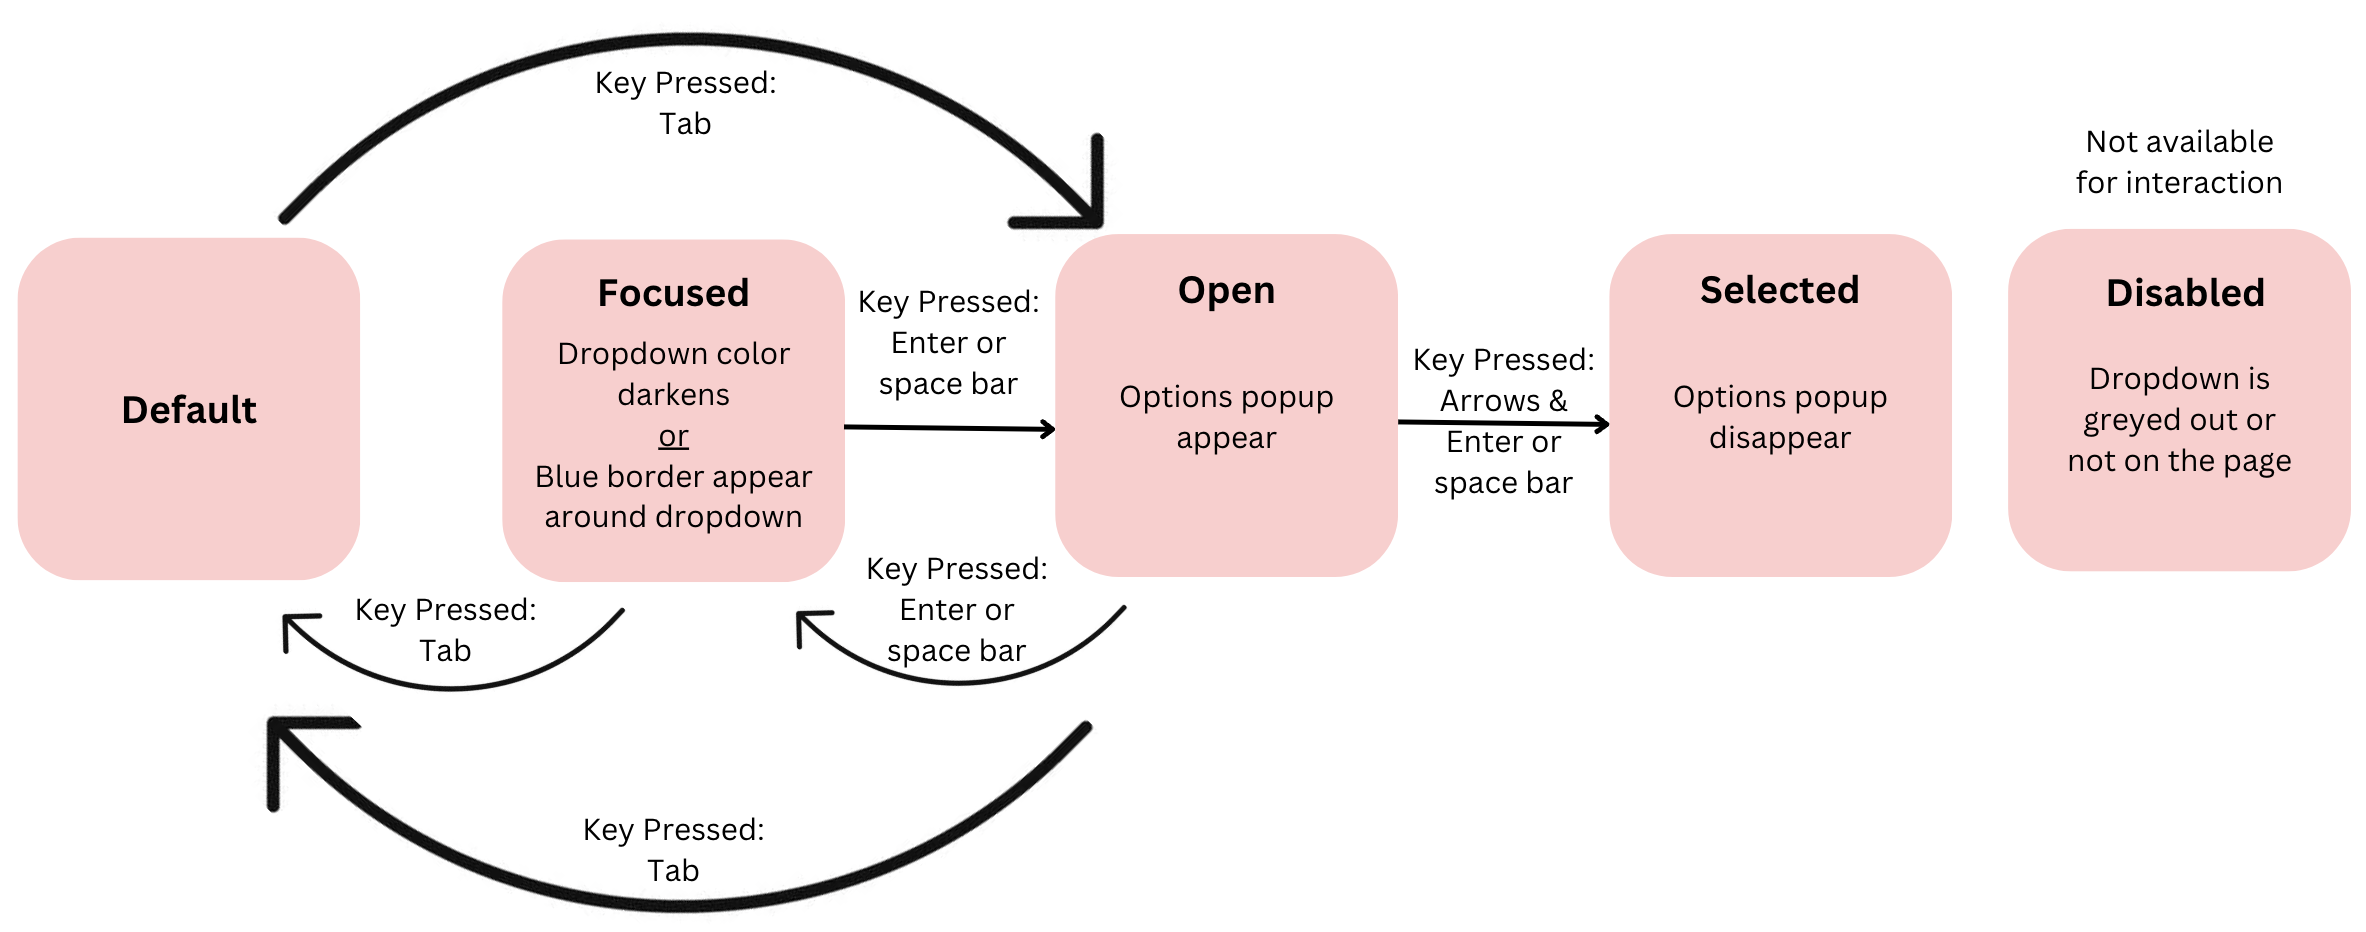 Key Pressed:
Tab
Not available
for interaction
Default
Focused
Dropdown color
darkens
or
Blue border appear
around dropdown
Key Pressed:
Enter or
space bar
Open
Options popup
appear
Key Pressed:
Arrows &
Enter or
space bar
Selected
Options popup
disappear
Disabled
Dropdown is
greyed out or
not on the page
Key Pressed:
Tab
Key Pressed:
Enter or
space bar
Key Pressed:
Tab